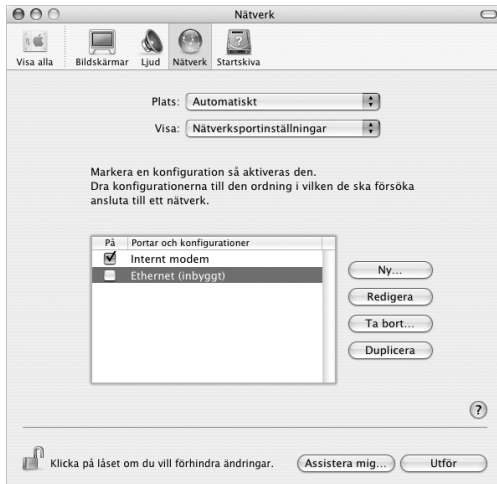 Nätverk
Visa alla Bildskärmar Ljud Nätverk Startskiva
Plats: Automatiskt
Visa: Nätverksportinställningar
Markera en konfiguration så aktiveras den.
Dra konfigurationerna till den ordning i vilken de ska försöka
ansluta till ett nätverk.
På Portar och konfigurationer
Internt modem
Ethernet (inbyggt)
Ny...
Redigera
Ta bort...
Duplicera
?
Klicka på låset om du vill förhindra ändringar. Assistera mig... Utför